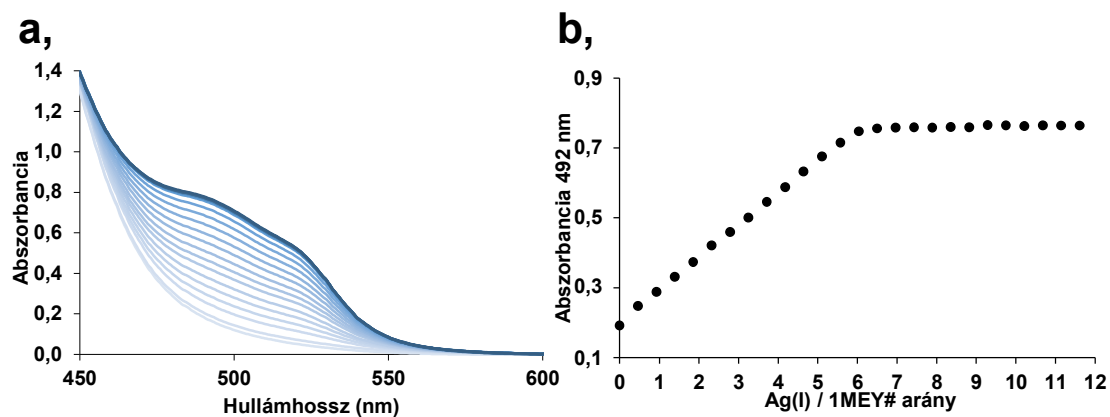 a,
1,4
1,2
1,0
0,8
0,6
0,4
0,2
0,0
Abszorbancia
450 500 550 600
Hullámhossz (nm)
b,
0,9
0,7
0,5
0,3
0,1
Abszorbancia 492 nm
0 1 2 3 4 5 6 7 8 9 10 11 12
Ag(I) / 1MEY# arány